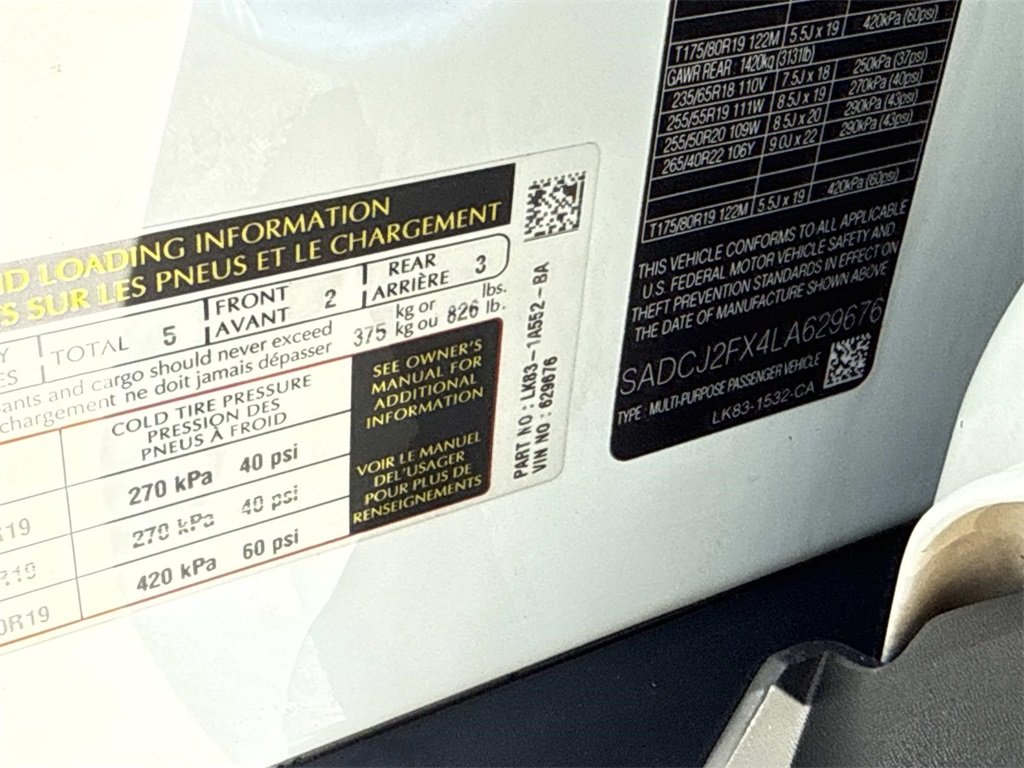 ND LOADING INFORMATION
S SUR LES PNEUS ET LE CHARGEMENT
TOTAL 5 FRONT AVANT 2 REAR ARRIÈRE 3
ants and cargo should never exceed 375 kg or lbs.
chargement ne doit jamais dépasser kg ou 826 lb.
COLD TIRE PRESSURE
PRESSION DES
PNEUS À FROID
270 kPa 40 psi
R19 270 kPa 40 psi
R19 420 kPa 60 psi
0R19
SEE OWNER'S
MANUAL FOR
ADDITIONAL
INFORMATION
VOIR LE MANUEL
DEL'USAGER
POUR PLUS DE
RENSEIGNEMENTS
PART NO : LK83-1A552-BA
VIN NO : 629676
420kPa (60psi)
T175/80R19 122M 5.5J x 19
GAWR REAR : 1420kg (3131lb)
235/65R18 110V 7.5J x 18 250kPa (37psi)
255/55R19 111W 8.5J x 19 270kPa (40psi)
255/50R20 109W 8.5J x 20 290kPa (43psi)
265/40R22 106Y 9.0J x 22 290kPa (43psi)
T175/80R19 122M 5.5J x 19 420kPa (60psi)
THIS VEHICLE CONFORMS TO ALL APPLICABLE
U.S. FEDERAL MOTOR VEHICLE SAFETY AND
THEFT PREVENTION STANDARDS IN EFFECT ON
THE DATE OF MANUFACTURE SHOWN ABOVE
SADCJ2FX4LA629676
TYPE : MULTI-PURPOSE PASSENGER VEHICLE
LK83-1532-CA